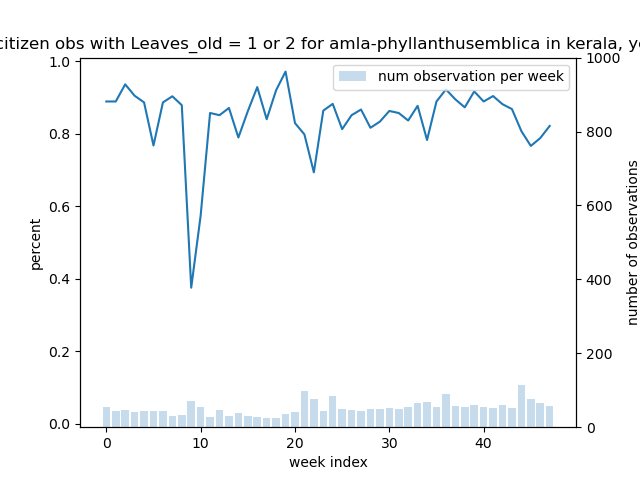 citizen obs with Leaves_old = 1 or 2 for amla-phyllanthusemblica in kerala,
num observation per week
1.0
0.8
0.6
0.4
0.2
0.0
percent
1000
800
600
400
200
0
number of observations
0 10 20 30 40
week index